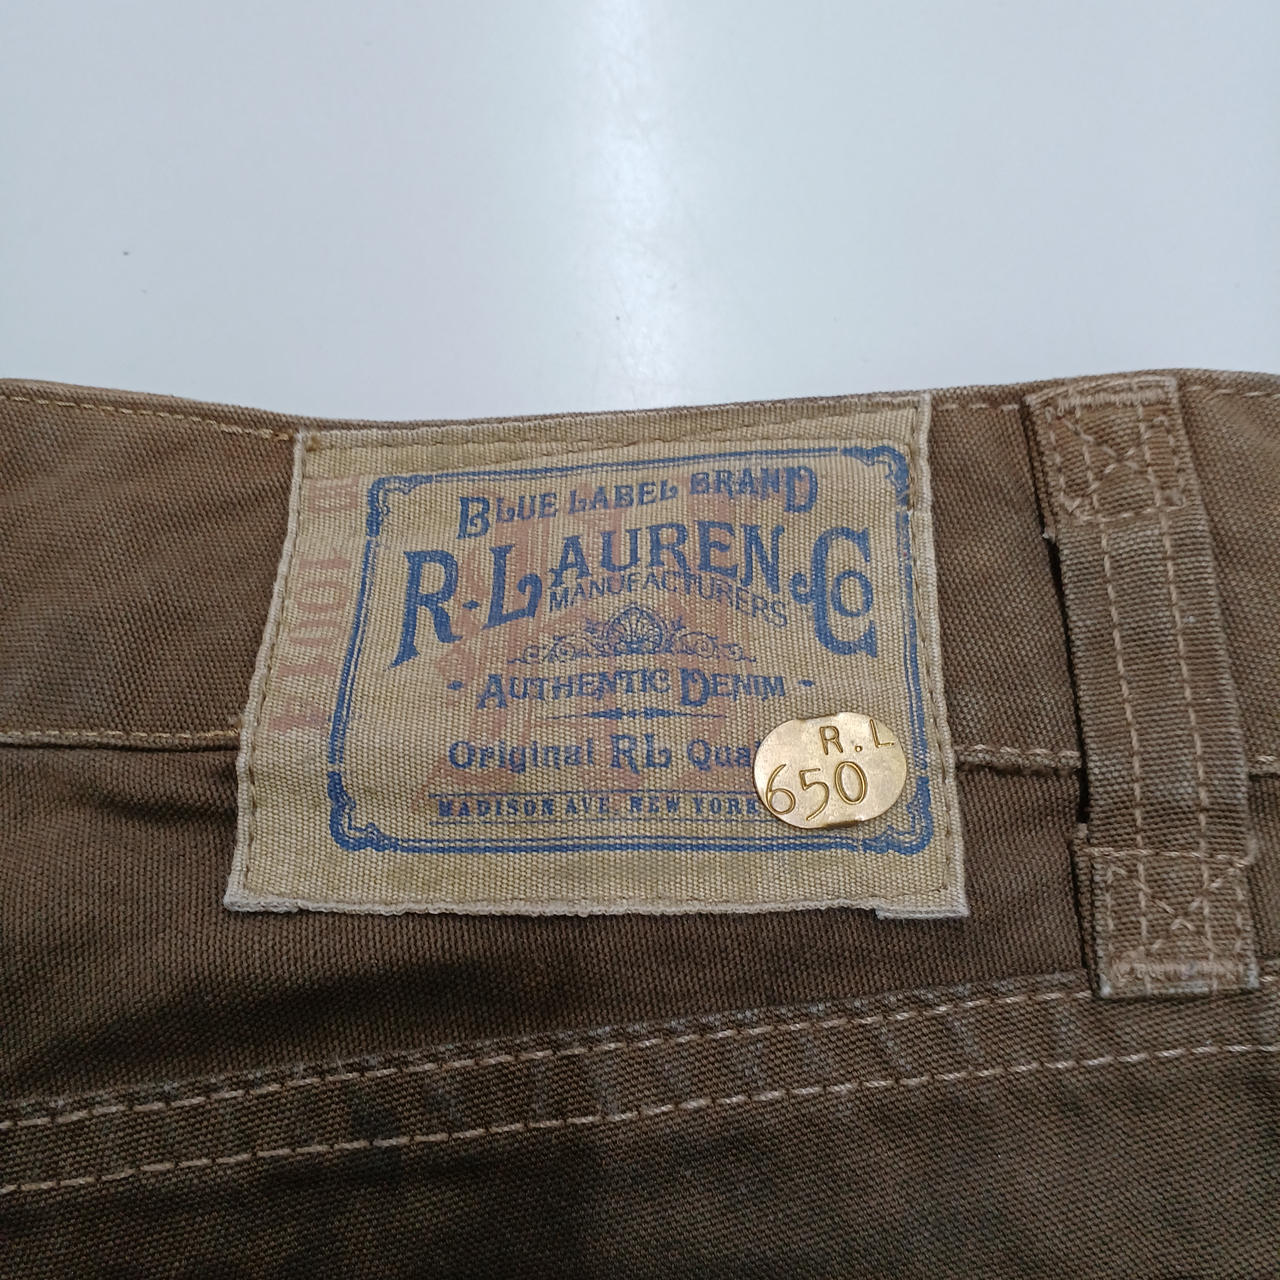 BLUE LABEL BRAND
R-LAUREN & Co
MANUFACTURERS
- AUTHENTIC DENIM -
Original RL Qua
MADISON AVE. NEW YORK
R.L
650